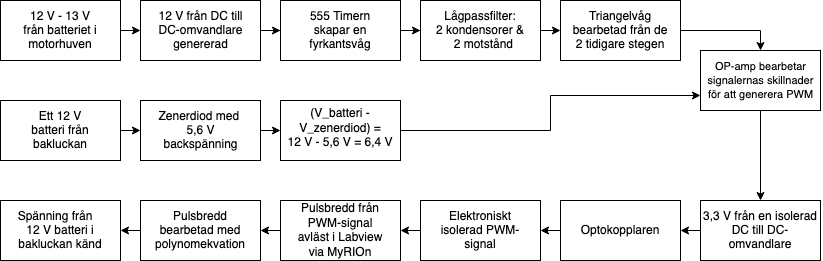 12 V - 13 V
från batteriet i
motorhuven
12 V från DC till
DC-omvandlare
genererad
555 Timern
skapar en
fyrkantsvåg
Lågpassfilter:
2 kondensorer &
2 motstånd
Triangelvåg
bearbetad från de
2 tidigare stegen
OP-amp bearbetar
signalernas skillnader
för att generera PWM
Ett 12 V
batteri från
bakluckan
Zenerdiod med
5,6 V
backspänning
(V_batteri -
V_zenerdiod) =
12 V - 5,6 V = 6,4 V
Spänning från
12 V batteri i
bakluckan känd
Pulsbredd
bearbetad med
polynomekvation
Pulsbredd från
PWM-signal
avläst i Labview
via MyRIOn
Elektroniskt
isolerad PWM-
signal
Optokopplaren
3,3 V från en isolerad
DC till DC-
omvandlare